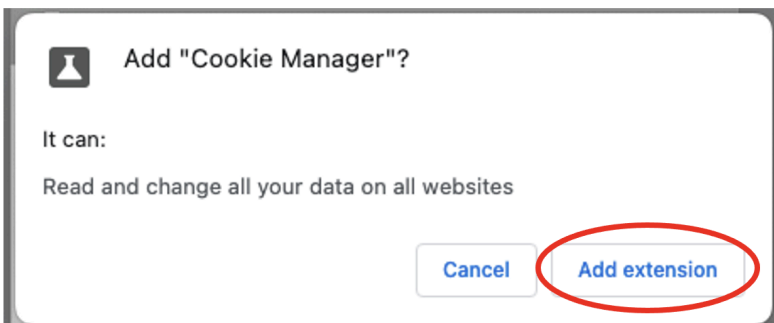 Add "Cookie Manager"?
It can:
Read and change all your data on all websites
Cancel
Add extension